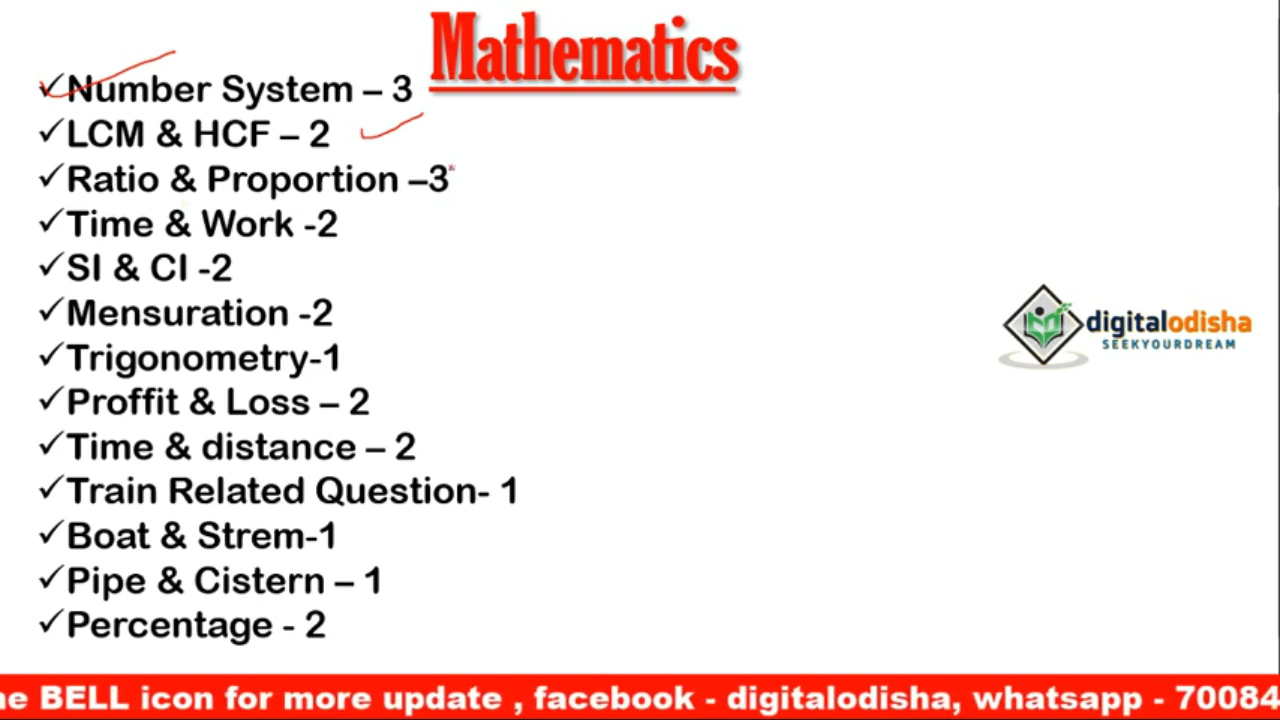 Mathematics
✓Number System – 3
✓LCM & HCF – 2
✓Ratio & Proportion –3
✓Time & Work -2
✓SI & CI -2
✓Mensuration -2
✓Trigonometry-1
✓Proffit & Loss – 2
✓Time & distance – 2
✓Train Related Question- 1
✓Boat & Strem-1
✓Pipe & Cistern – 1
✓Percentage - 2
digitalodisha
SEEKYOURDREAM
he BELL icon for more update , facebook - digitalodisha, whatsapp - 70084